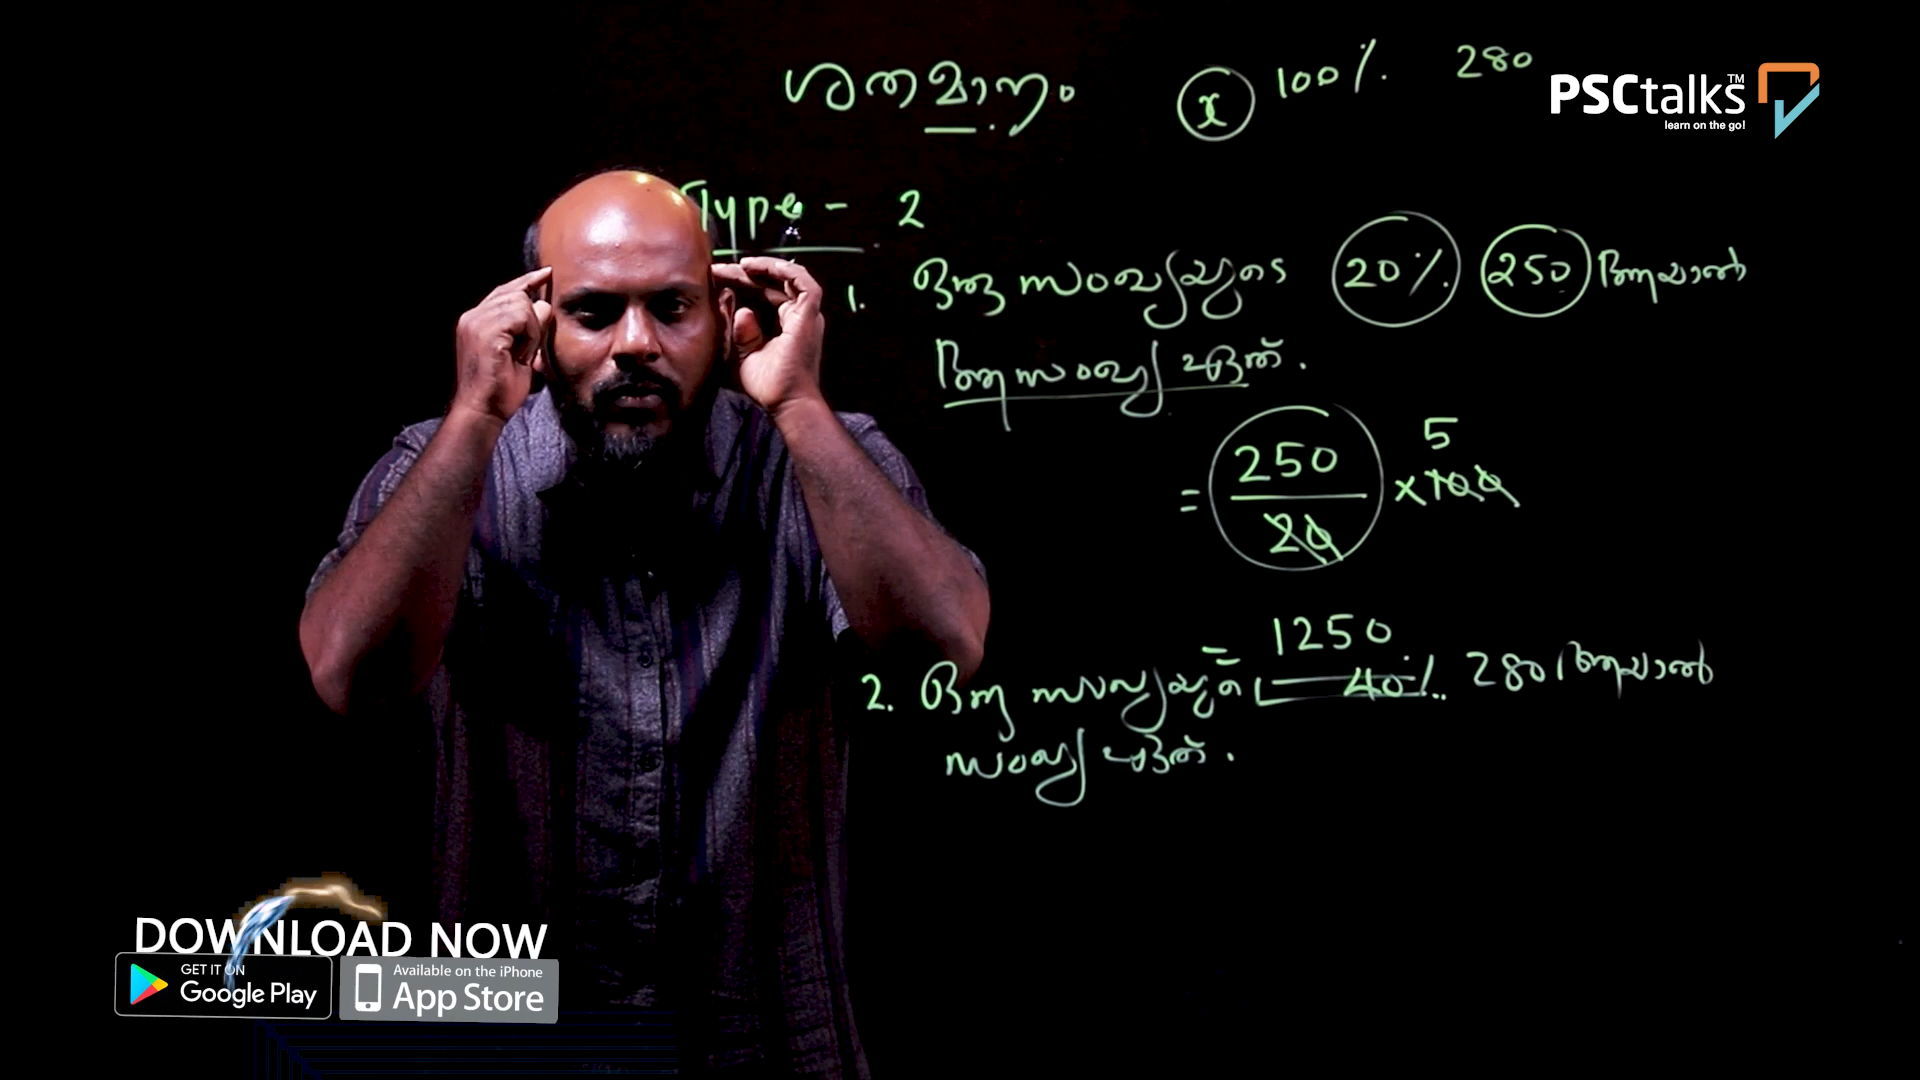 ശതമാനം
x 100%. 280
PSCtalks™
learn on the go!
Type - 2
1. ഒരു സംഖ്യയുടെ 20%. 250 ആയാൽ
ആ സംഖ്യ ഏത്.
= 250/20 × 100 5
= 1250
2. ഒരു സംഖ്യയുടെ 40%. 280 ആയാൽ
സംഖ്യ ഏത്.
DOWNLOAD NOW
GET IT ON
Google Play
Available on the iPhone
App Store